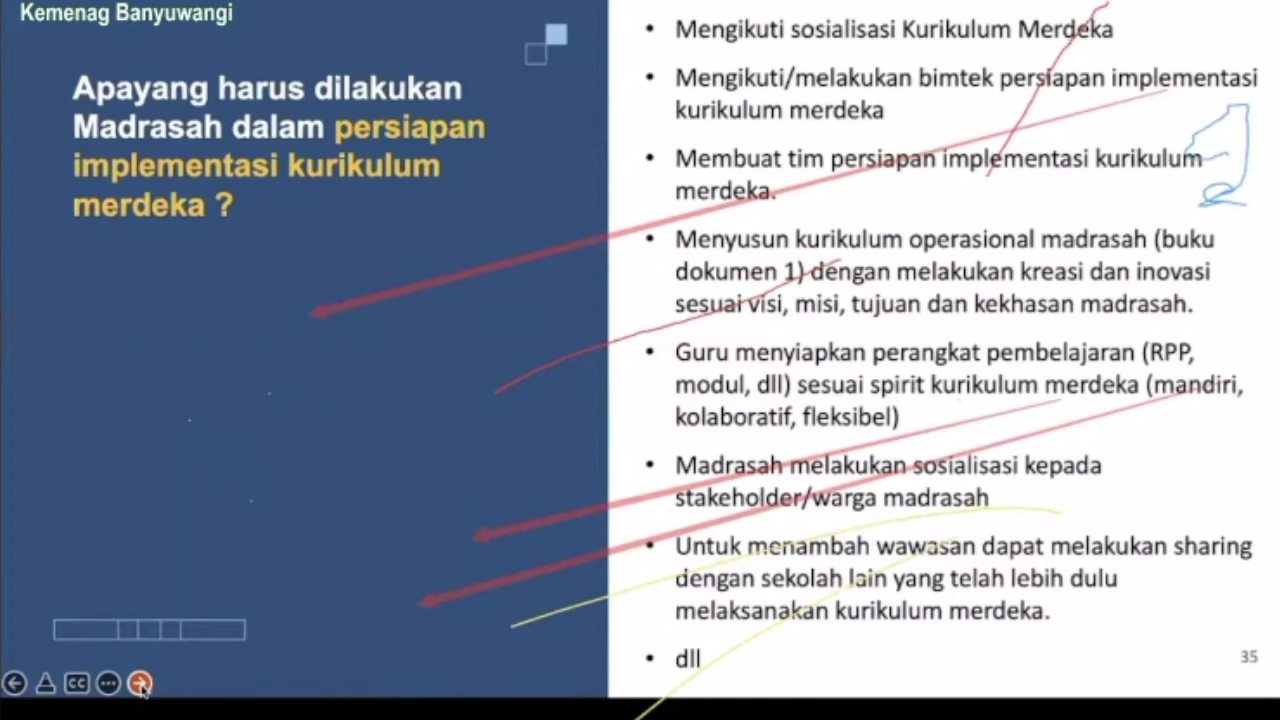 Kemenag Banyuwangi
Apayang harus dilakukan
Madrasah dalam persiapan
implementasi kurikulum
merdeka ?
• Mengikuti sosialisasi Kurikulum Merdeka
• Mengikuti/melakukan bimtek persiapan implementasi
kurikulum merdeka
• Membuat tim persiapan implementasi kurikulum
merdeka.
• Menyusun kurikulum operasional madrasah (buku
dokumen 1) dengan melakukan kreasi dan inovasi
sesuai visi, misi, tujuan dan kekhasan madrasah.
• Guru menyiapkan perangkat pembelajaran (RPP,
modul, dll) sesuai spirit kurikulum merdeka (mandiri,
kolaboratif, fleksibel)
• Madrasah melakukan sosialisasi kepada
stakeholder/warga madrasah
• Untuk menambah wawasan dapat melakukan sharing
dengan sekolah lain yang telah lebih dulu
melaksanakan kurikulum merdeka.
• dll
35
CC